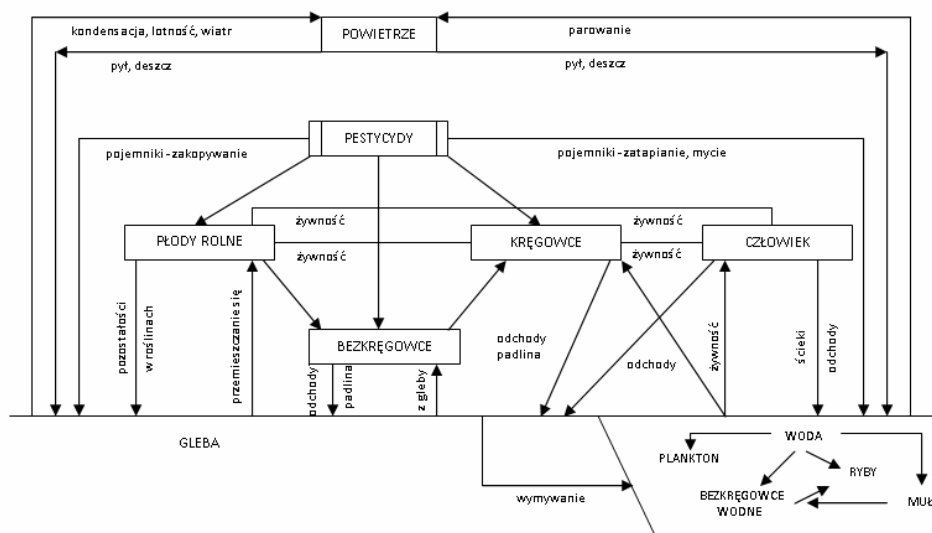 kondensacja, lotność, wiatr
POWIETRZE
parowanie
pył, deszcz
pył, deszcz
PESTYCYDY
pojemniki-zakopywanie
pojemniki-zatapianie, mycie
żywność
żywność
PŁODY ROLNE
KRĘGOWCE
CZŁOWIEK
żywność
żywność
pozostałości
w roślinach
przemieszczanie się
BEZKRĘGOWCE
odchody
padlina
odchody
padlina
z gleby
odchody
żywność
ścieki
odchody
GLEBA
WODA
PLANKTON
RYBY
wymywanie
BEZKRĘGOWCE
WODNE
MUŁ